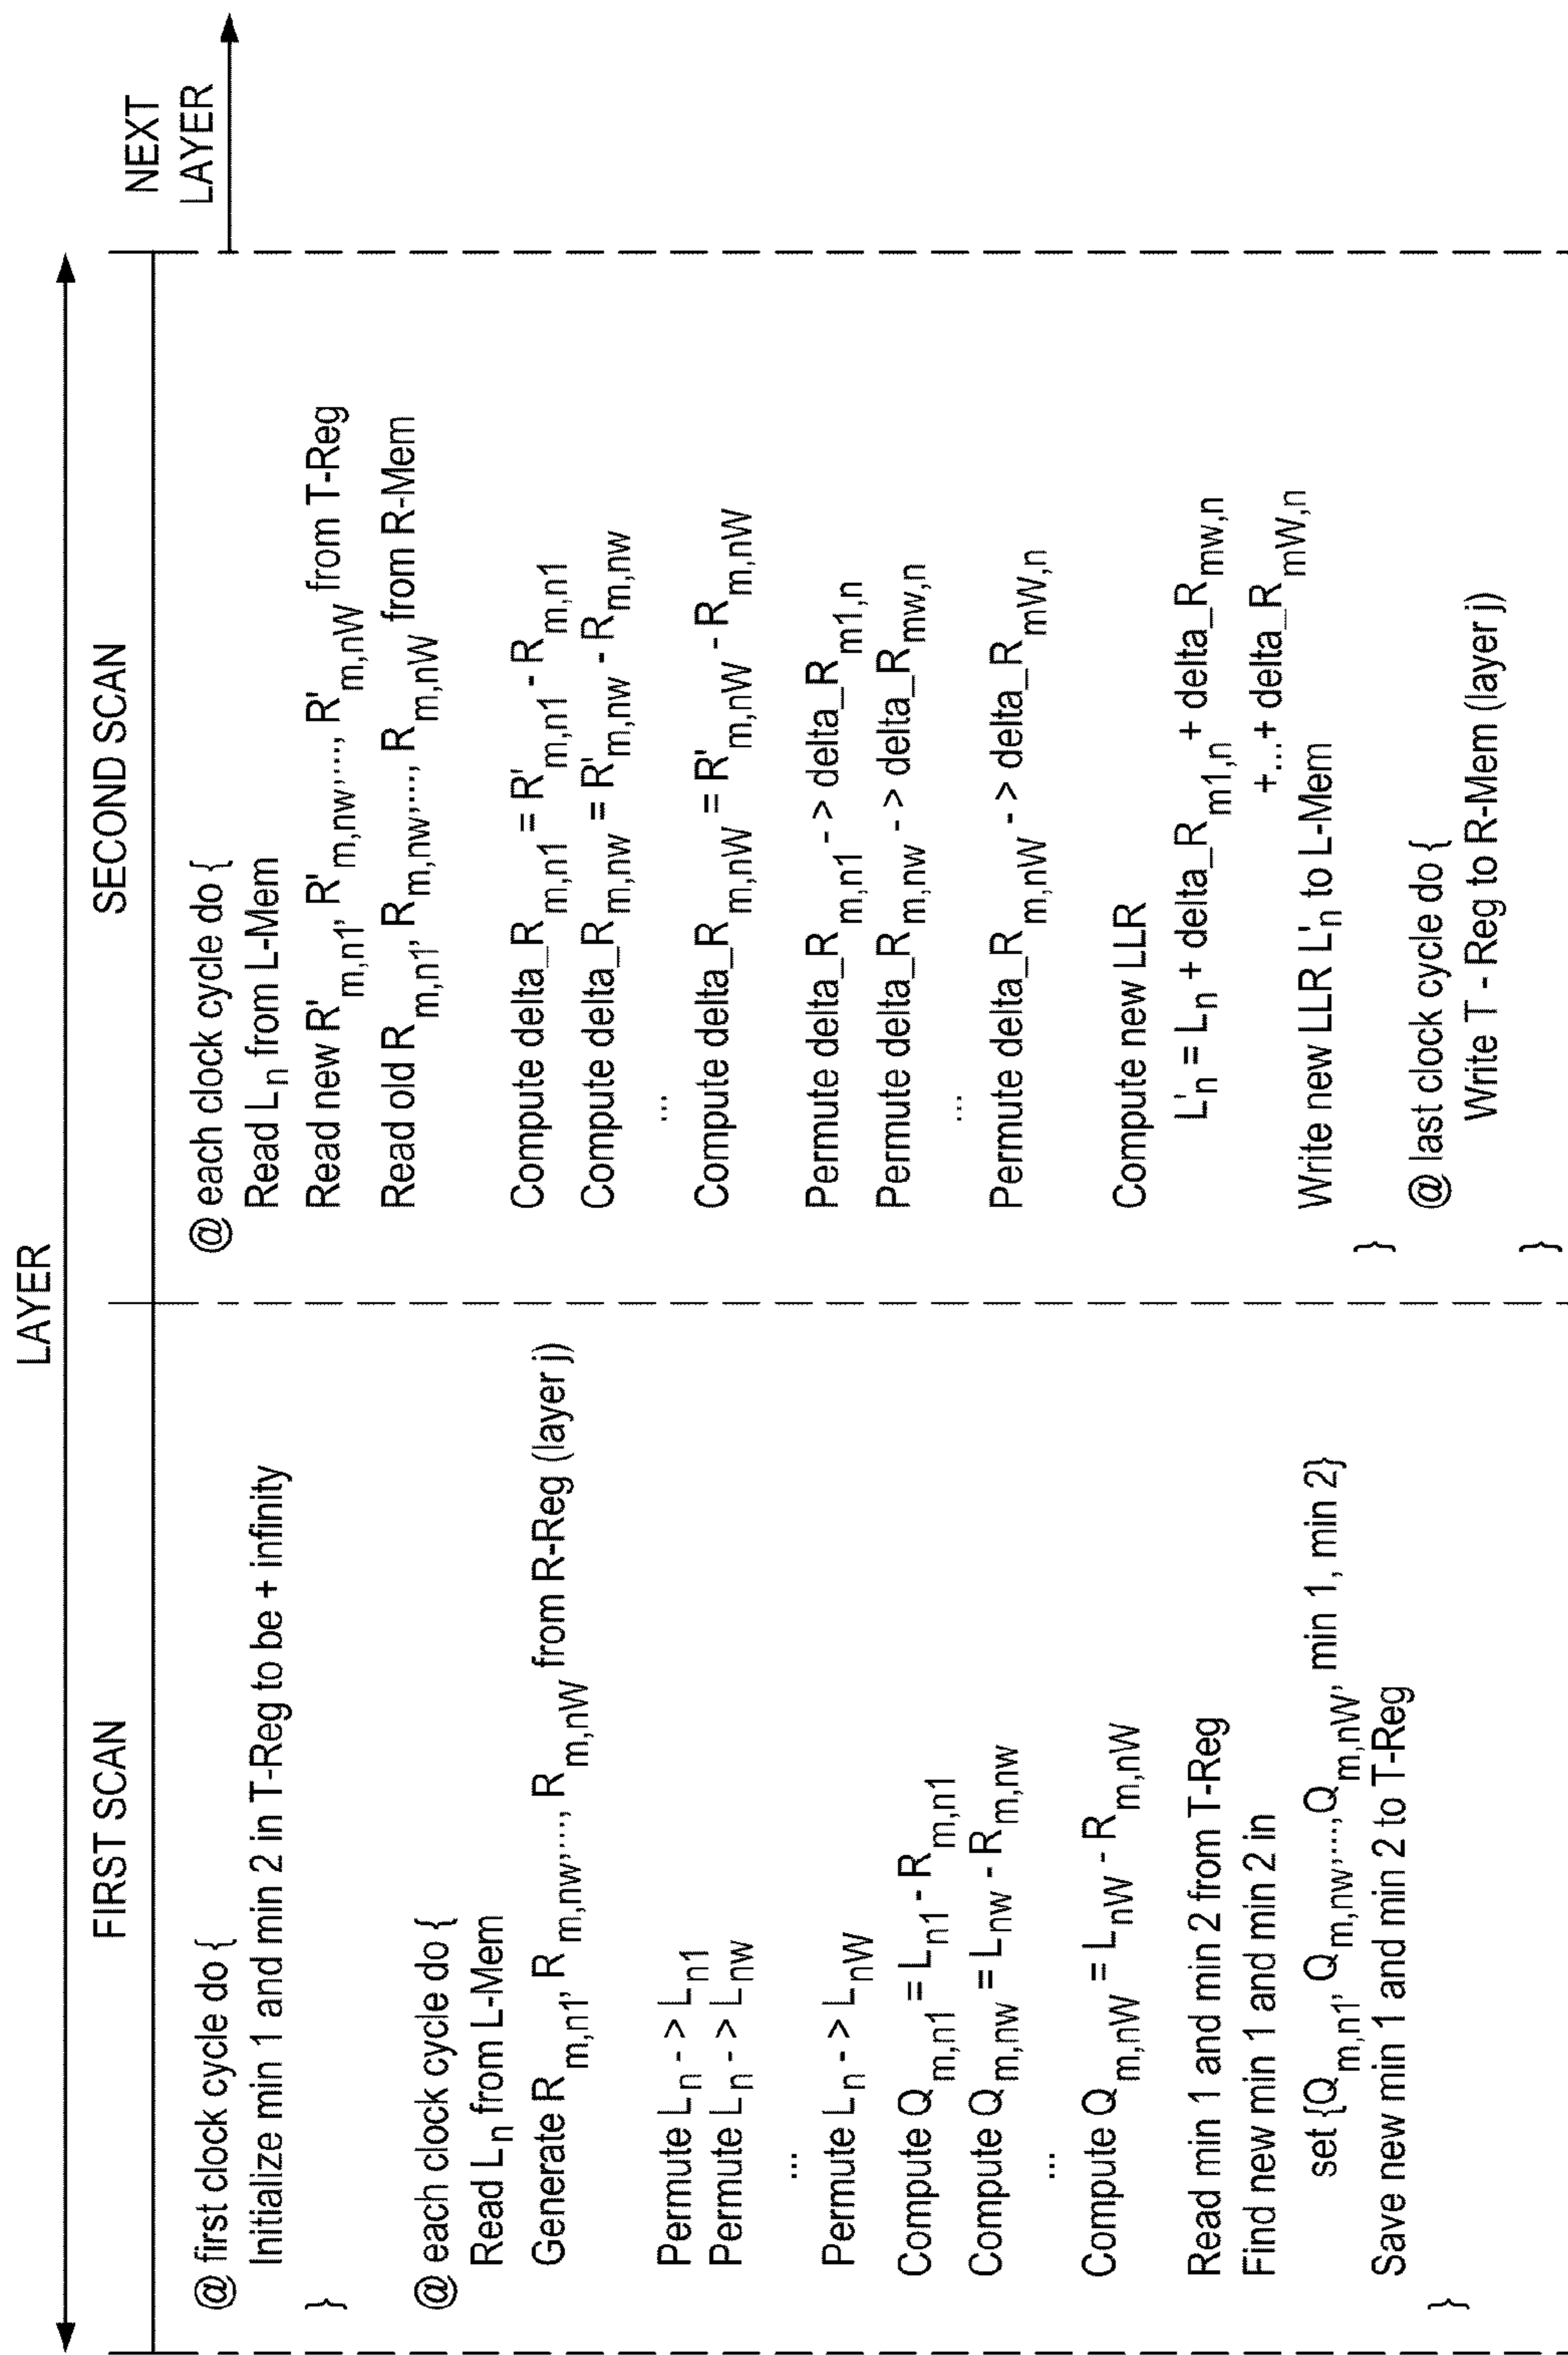 LAYER
NEXT
LAYER
FIRST SCAN
@ first clock cycle do {
Initialize min 1 and min 2 in T-Reg to be + infinity
}
@ each clock cycle do {
Read Lₙ from L-Mem
Generate R_m,n1, R_m,nw,..., R_m,nW from R-Reg (layer j)
Permute L_n - > L_n1
Permute L_n - > L_nw
...
Permute L_n - > L_nW
Compute Q_m,n1 = L_n1 - R_m,n1
Compute Q_m,nw = L_nw - R_m,nw
...
Compute Q_m,nW = L_nW - R_m,nW
Read min 1 and min 2 from T-Reg
Find new min 1 and min 2 in
set {Q_m,n1, Q_m,nw,...,Q_m,nW, min 1, min 2}
Save new min 1 and min 2 to T-Reg
}
SECOND SCAN
@ each clock cycle do {
Read L_n from L-Mem
Read new R'_m,n1, R'_m,nw,..., R'_m,nW from T-Reg
Read old R_m,n1, R_m,nw,..., R_m,nW from R-Mem
Compute delta_R_m,n1 = R'_m,n1 - R_m,n1
Compute delta_R_m,nw = R'_m,nw - R_m,nw
...
Compute delta_R_m,nW = R'_m,nW - R_m,nW
Permute delta_R_m,n1 - > delta_R_m1,n
Permute delta_R_m,nw - > delta_R_mw,n
...
Permute delta_R_m,nW - > delta_R_mW,n
Compute new LLR
L'_n = L_n + delta_R_m1,n + delta_R_mw,n
+...+ delta_R_mW,n
Write new LLR L'_n to L-Mem
}
@ last clock cycle do {
Write T - Reg to R-Mem (layer j)
}